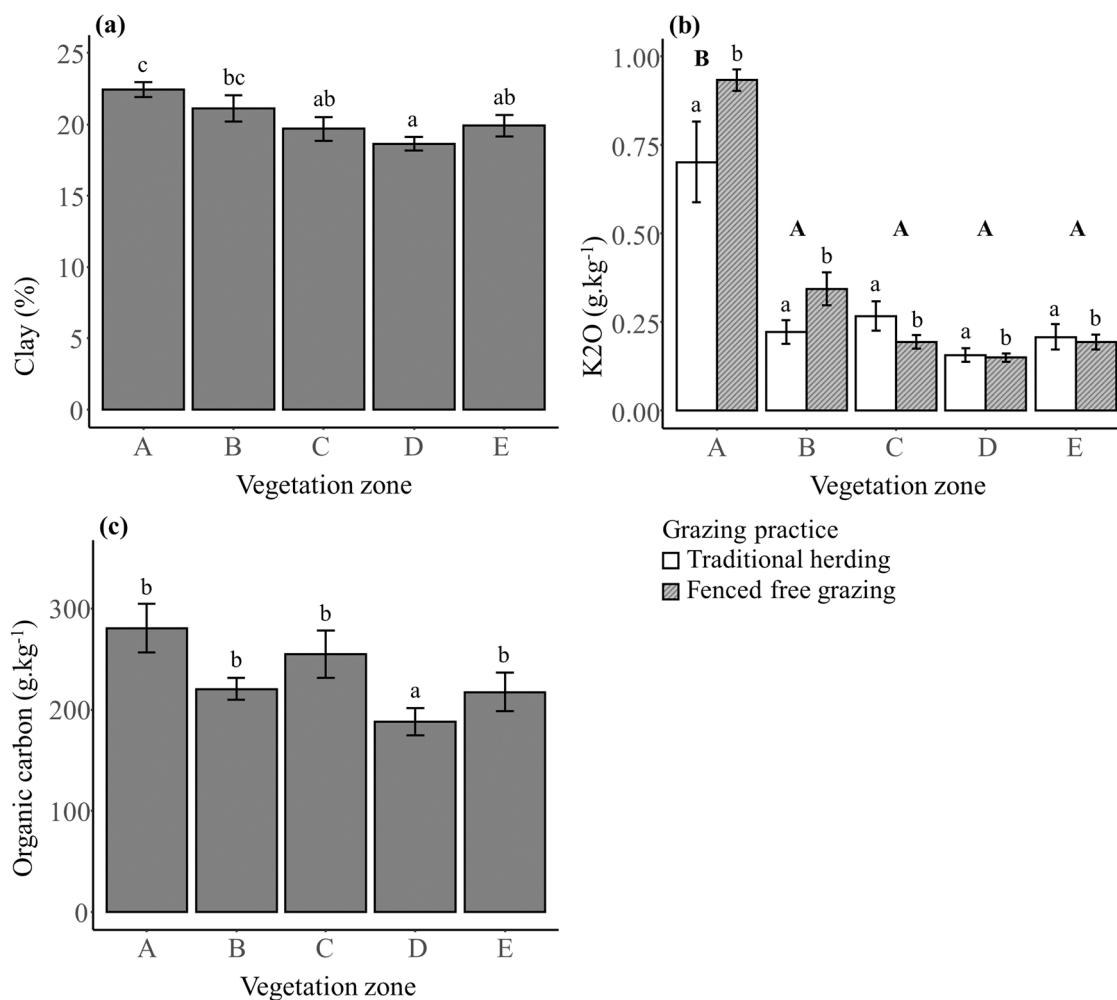 (a)
25
20
15
10
5
0
Clay (%)
c
bc
ab
a
ab
A B C D E
Vegetation zone
(b)
1.00
0.75
0.50
0.25
0.00
K2O (g.kg-1)
B
a b
A A A A
a b a b a b a b
A B C D E
Vegetation zone
Grazing practice
Traditional herding
Fenced free grazing
(c)
300
200
100
0
Organic carbon (g.kg-1)
b
b
b
a
b
A B C D E
Vegetation zone